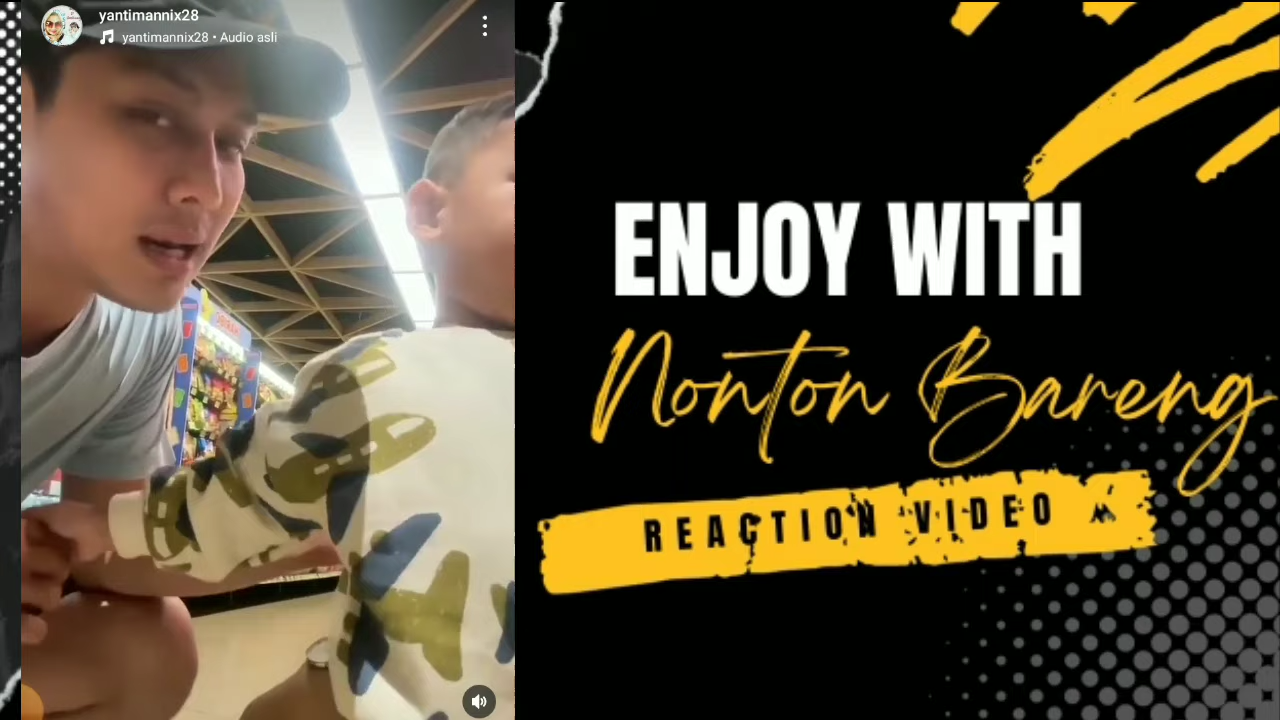 yantimannix28
yantimannix28 • Audio asli
ENJOY WITH
Nonton Bareng
REACTION VIDEO